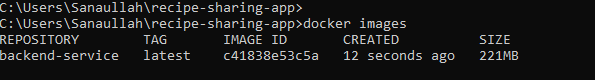 C:\Users\Sanaullah\recipe-sharing-app>
C:\Users\Sanaullah\recipe-sharing-app>docker images
REPOSITORY TAG IMAGE ID CREATED SIZE
backend-service latest c41838e53c5a 12 seconds ago 221MB